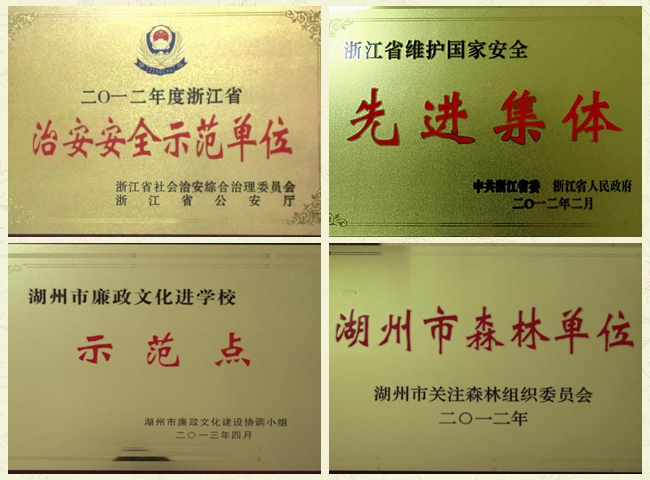 二〇一二年度浙江省
治安安全示范单位
浙江省社会治安综合治理委员会
浙江省公安厅
浙江省维护国家安全
先进集体
中共浙江省委 浙江省人民政府
二〇一二年二月
湖州市廉政文化进学校
示范点
湖州市廉政文化建设协调小组
二〇一三年四月
湖州市森林单位
湖州市关注森林组织委员会
二〇一二年